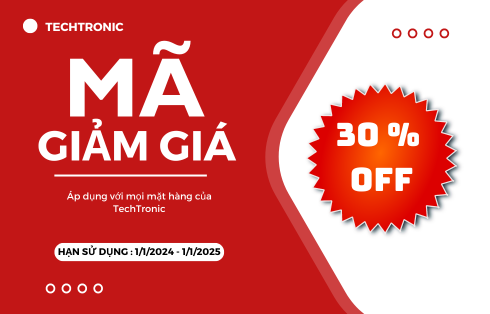 TECHTRONIC
MÃ
GIẢM GIÁ
Áp dụng với mọi mặt hàng của
TechTronic
HẠN SỬ DỤNG : 1/1/2024 - 1/1/2025
30 %
OFF